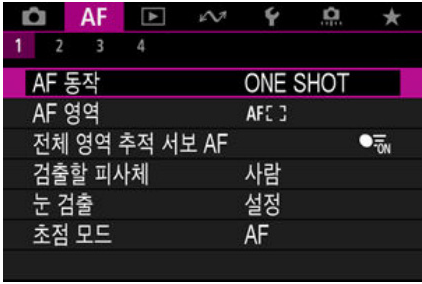 AF
1 2 3 4
AF 동작 ONE SHOT
AF 영역 AF[ ]
전체 영역 추적 서보 AF ON
검출할 피사체 사람
눈 검출 설정
초점 모드 AF